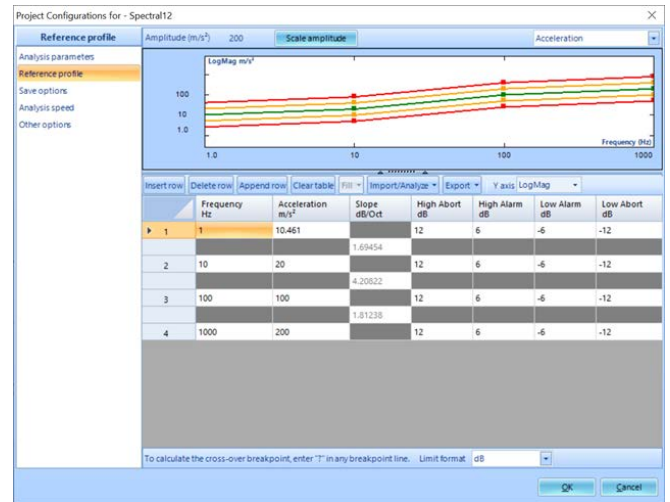 Project Configurations for - Spectral12
Reference profile
Analysis parameters
Reference profile
Save options
Analysis speed
Other options
Amplitude (m/s²) 200 Scale amplitude Acceleration
LogMag m/s²
100
10
1.0
Frequency (Hz)
1.0 10 100 1000
Insert row Delete row Append row Clear table Fill Import/Analyze Export Y axis LogMag
Frequency Hz Acceleration m/s² Slope dB/Oct High Abort dB High Alarm dB Low Alarm dB Low Abort dB
1 1 10.461 12 6 -6 -12
1.69454
2 10 20 12 6 -6 -12
4.20822
3 100 100 12 6 -6 -12
1.81238
4 1000 200 12 6 -6 -12
To calculate the cross-over breakpoint, enter "?" in any breakpoint line. Limit format dB
OK Cancel